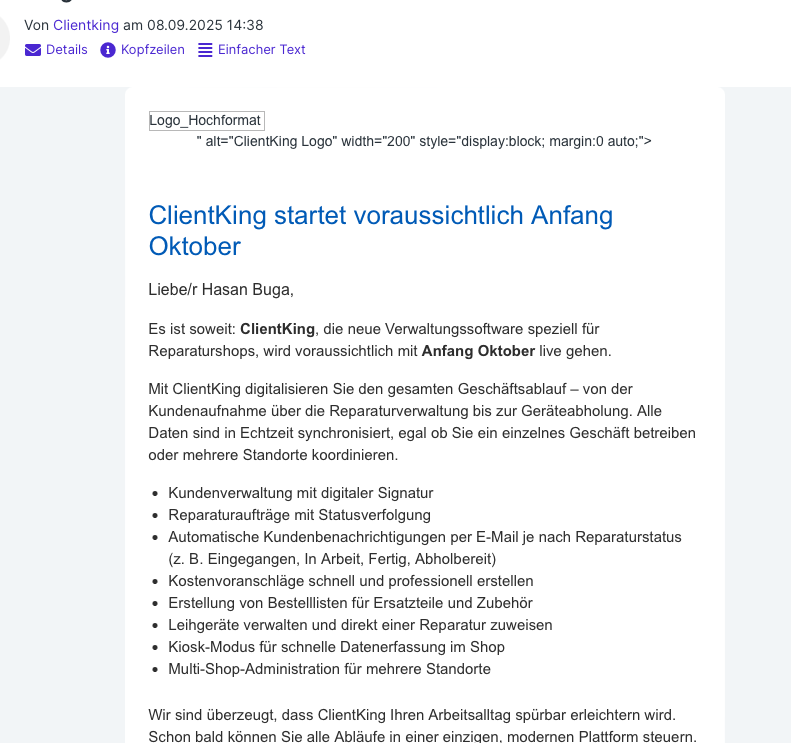 Von Clientking am 08.09.2025 14:38
Details Kopfzeilen Einfacher Text
Logo_Hochformat
" alt="ClientKing Logo" width="200" style="display:block; margin:0 auto;">
ClientKing startet voraussichtlich Anfang
Oktober
Liebe/r Hasan Buga,
Es ist soweit: ClientKing, die neue Verwaltungssoftware speziell für
Reparaturshops, wird voraussichtlich mit Anfang Oktober live gehen.
Mit ClientKing digitalisieren Sie den gesamten Geschäftsablauf – von der
Kundenaufnahme über die Reparaturverwaltung bis zur Geräteabholung. Alle
Daten sind in Echtzeit synchronisiert, egal ob Sie ein einzelnes Geschäft betreiben
oder mehrere Standorte koordinieren.
• Kundenverwaltung mit digitaler Signatur
• Reparaturaufträge mit Statusverfolgung
• Automatische Kundenbenachrichtigungen per E-Mail je nach Reparaturstatus
(z. B. Eingegangen, In Arbeit, Fertig, Abholbereit)
• Kostenvoranschläge schnell und professionell erstellen
• Erstellung von Bestelllisten für Ersatzteile und Zubehör
• Leihgeräte verwalten und direkt einer Reparatur zuweisen
• Kiosk-Modus für schnelle Datenerfassung im Shop
• Multi-Shop-Administration für mehrere Standorte
Wir sind überzeugt, dass ClientKing Ihren Arbeitsalltag spürbar erleichtern wird.
Schon bald können Sie alle Abläufe in einer einzigen, modernen Plattform steuern.